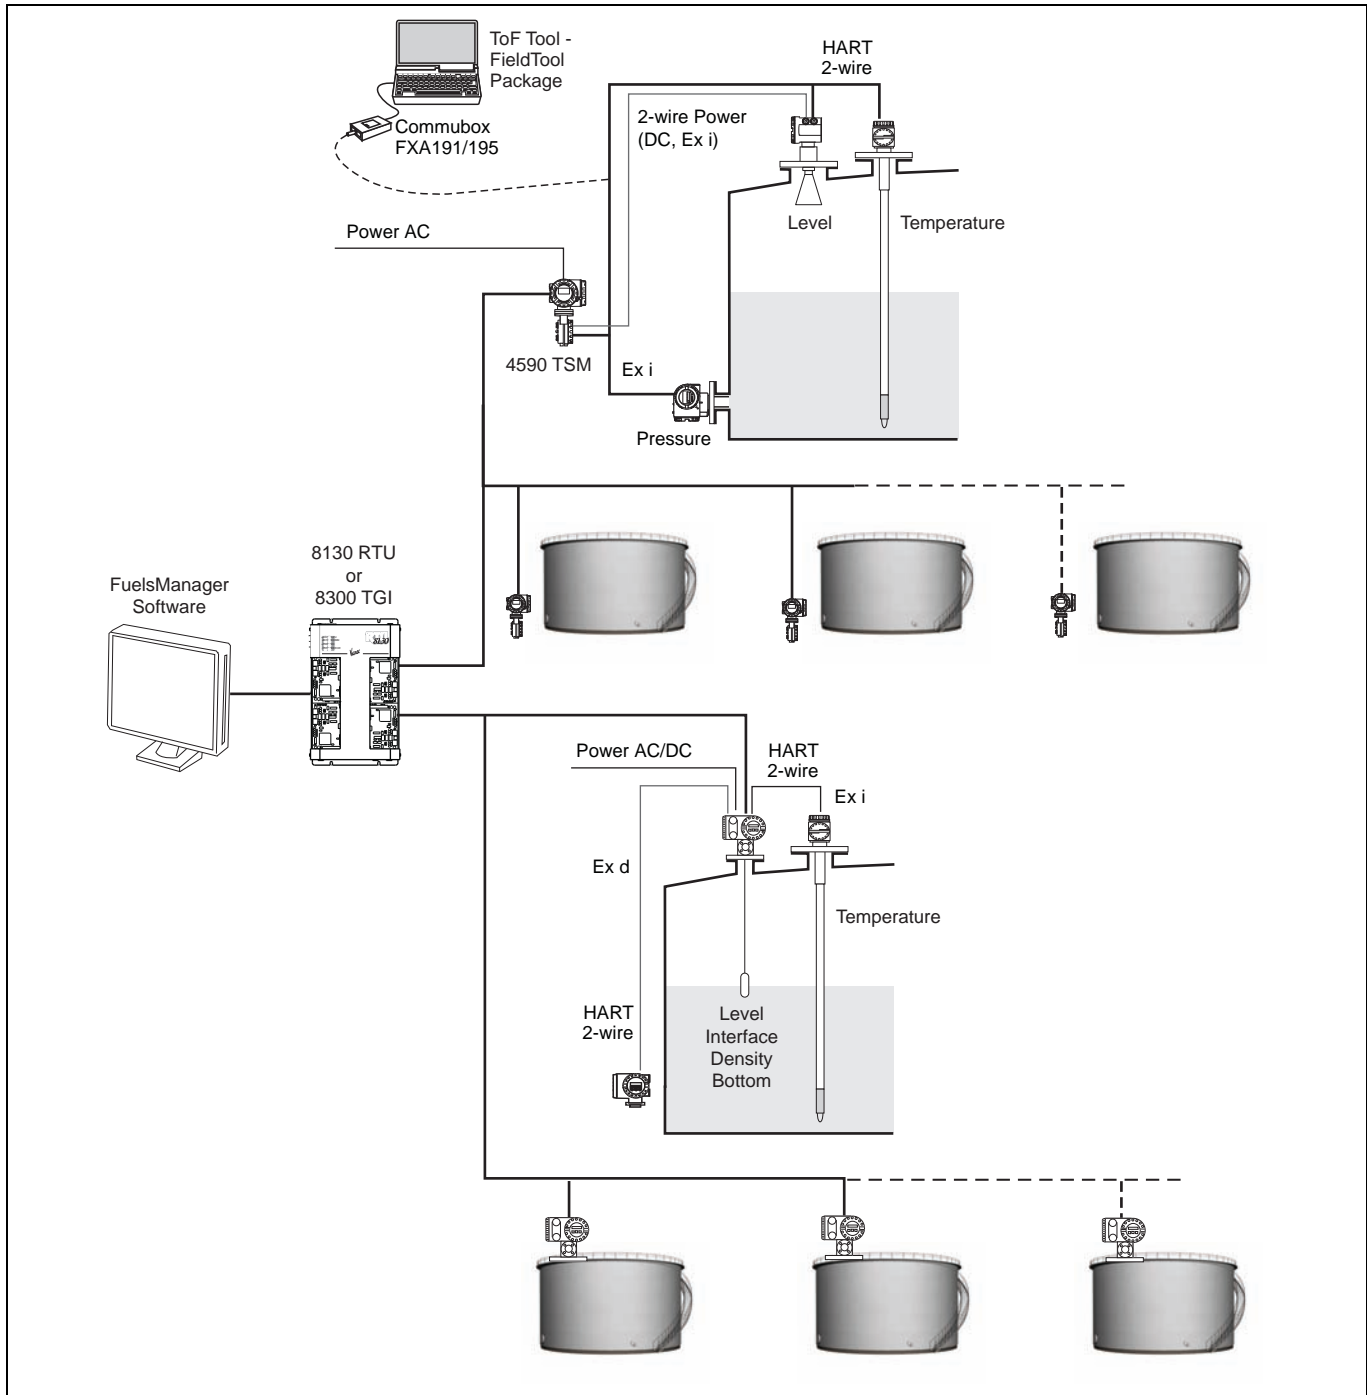 ToF Tool -
FieldTool
Package
Commubox
FXA191/195
HART
2-wire
2-wire Power
(DC, Ex i)
Level
Temperature
Power AC
4590 TSM
Ex i
Pressure
8130 RTU
or
8300 TGI
FuelsManager
Software
Power AC/DC
HART
2-wire
Ex i
Ex d
Temperature
HART
2-wire
Level
Interface
Density
Bottom